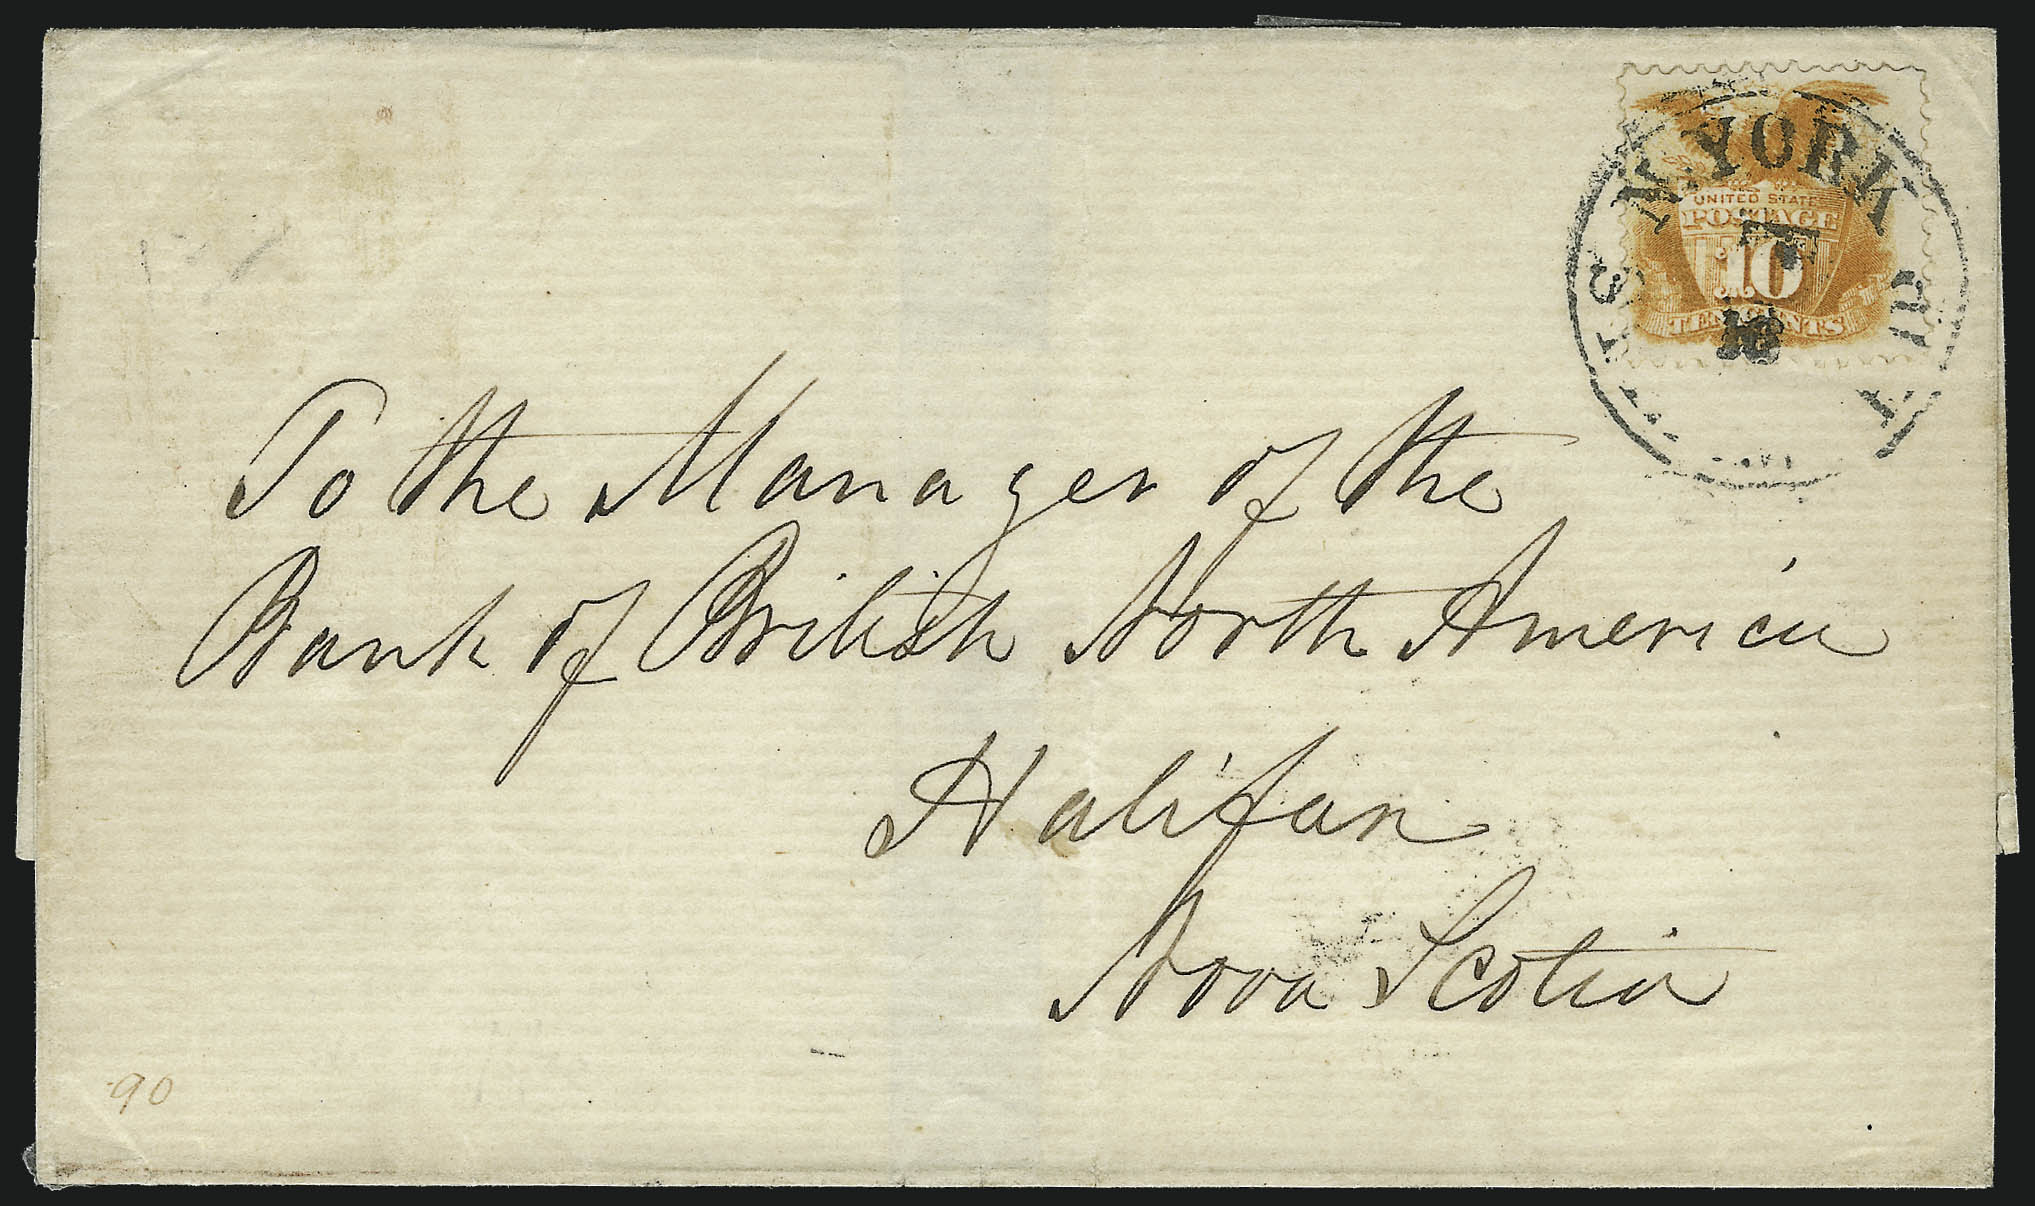 N. YORK
UNITED STATES
POSTAGE
10
TEN CENTS
To the Manager of the
Bank of British North America
Halifax
Nova Scotia
90